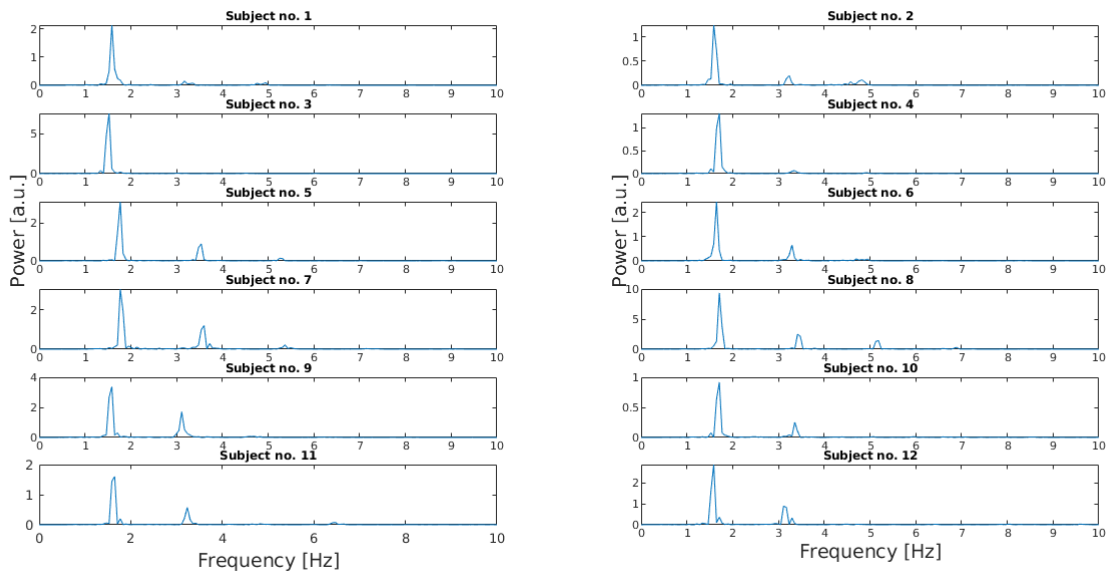 Subject no. 1
2
1
0
0 1 2 3 4 5 6 7 8 9 10
Subject no. 2
1
0.5
0
0 1 2 3 4 5 6 7 8 9 10
Subject no. 3
5
0
0 1 2 3 4 5 6 7 8 9 10
Subject no. 4
1
0.5
0
0 1 2 3 4 5 6 7 8 9 10
Subject no. 5
2
0
0 1 2 3 4 5 6 7 8 9 10
Subject no. 6
2
1
0
0 1 2 3 4 5 6 7 8 9 10
Power [a.u.]
Power [a.u.]
Subject no. 7
2
0
0 1 2 3 4 5 6 7 8 9 10
Subject no. 8
10
5
0
0 1 2 3 4 5 6 7 8 9 10
Subject no. 9
4
2
0
0 1 2 3 4 5 6 7 8 9 10
Subject no. 10
1
0.5
0
0 1 2 3 4 5 6 7 8 9 10
Subject no. 11
2
1
0
0 1 2 3 4 5 6 7 8 9 10
Frequency [Hz]
Subject no. 12
2
1
0
0 1 2 3 4 5 6 7 8 9 10
Frequency [Hz]